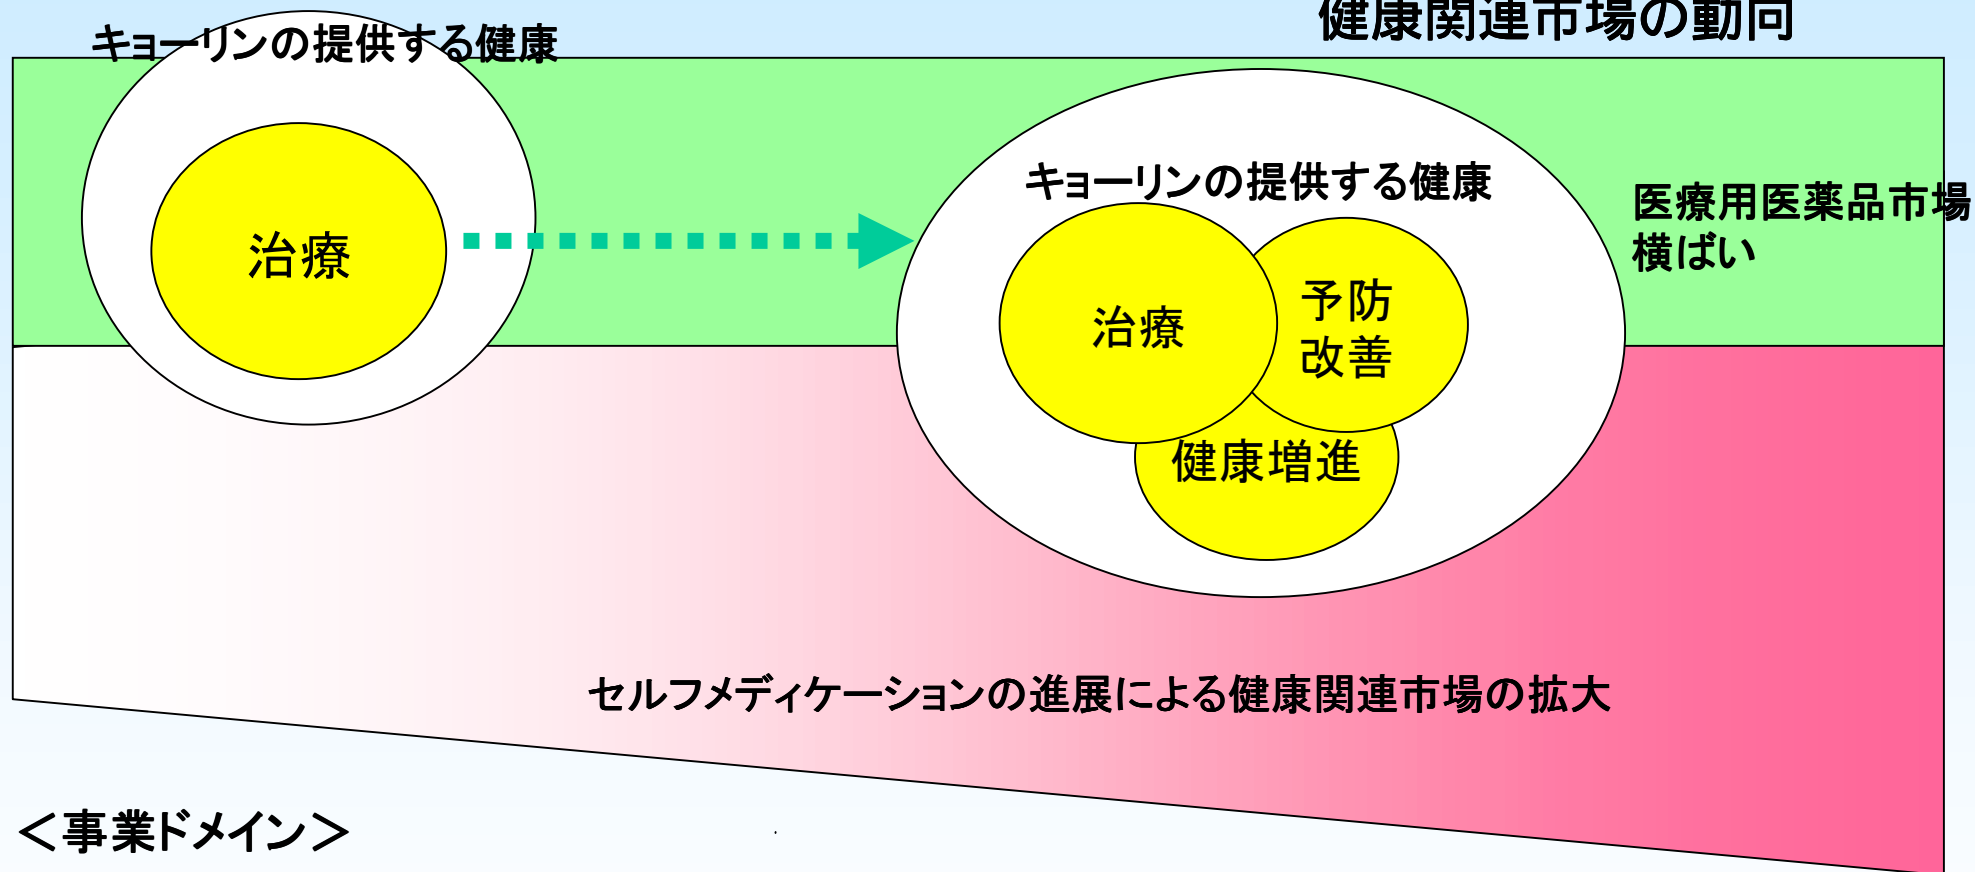 健康関連市場の動向
キョーリンの提供する健康
治療
キョーリンの提供する健康
治療
予防
改善
健康増進
医療用医薬品市場
横ばい
セルフメディケーションの進展による健康関連市場の拡大
＜事業ドメイン＞